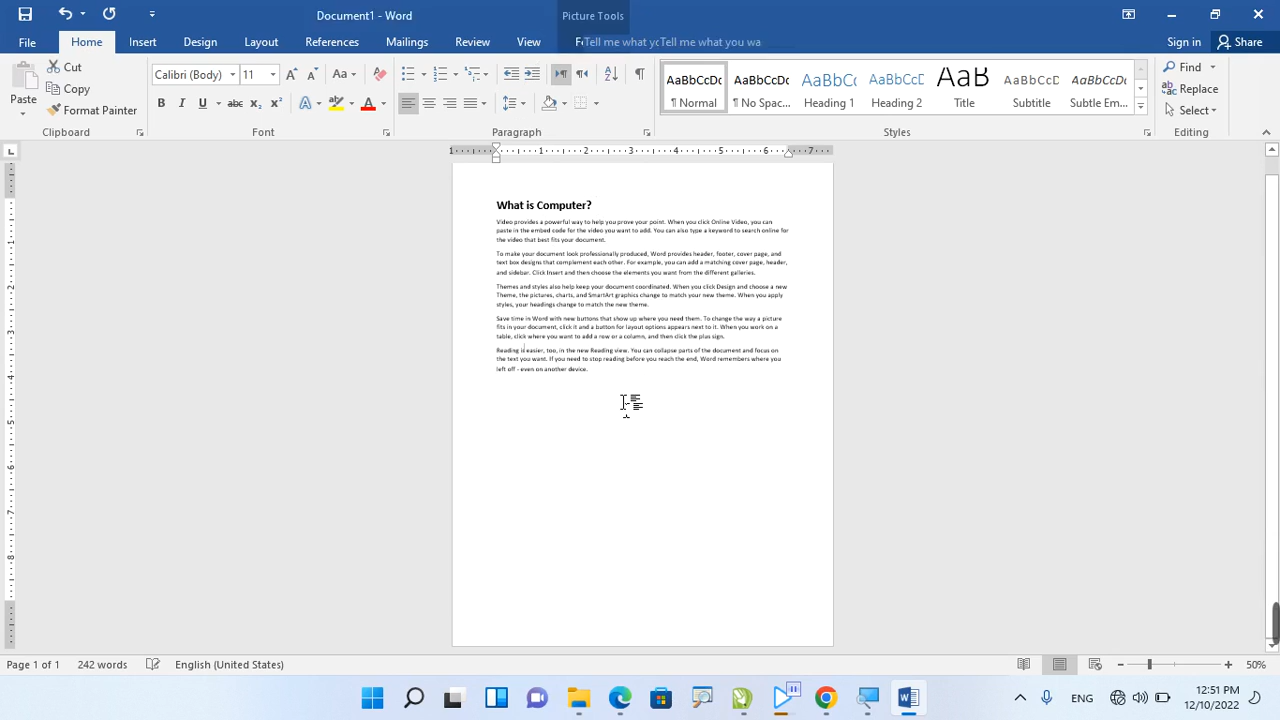 Document1 - Word
Picture Tools
File Home Insert Design Layout References Mailings Review View Tell me what you Tell me what you wa
Sign in Share
Cut
Copy
Format Painter
Paste
Clipboard
Calibri (Body) 11
Font
Paragraph
AaBbCcDc AaBbCcDc AaBbCc AaBbCcE AaB AaBbCcD AaBbCcDc
¶ Normal ¶ No Spac... Heading 1 Heading 2 Title Subtitle Subtle Em...
Styles
Find
Replace
Select
Editing
What is Computer?
Video provides a powerful way to help you prove your point. When you click Online Video, you can
paste in the embed code for the video you want to add. You can also type a keyword to search online for
the video that best fits your document.
To make your document look professionally produced, Word provides header, footer, cover page, and
text box designs that complement each other. For example, you can add a matching cover page, header,
and sidebar. Click Insert and then choose the elements you want from the different galleries.
Themes and styles also help keep your document coordinated. When you click Design and choose a new
Theme, the pictures, charts, and SmartArt graphics change to match your new theme. When you apply
styles, your headings change to match the new theme.
Save time in Word with new buttons that show up where you need them. To change the way a picture
fits in your document, click it and a button for layout options appears next to it. When you work on a
table, click where you want to add a row or a column, and then click the plus sign.
Reading is easier, too, in the new Reading view. You can collapse parts of the document and focus on
the text you want. If you need to stop reading before you reach the end, Word remembers where you
left off - even on another device.
Page 1 of 1 242 words English (United States) 50%
ENG 12:51 PM
12/10/2022